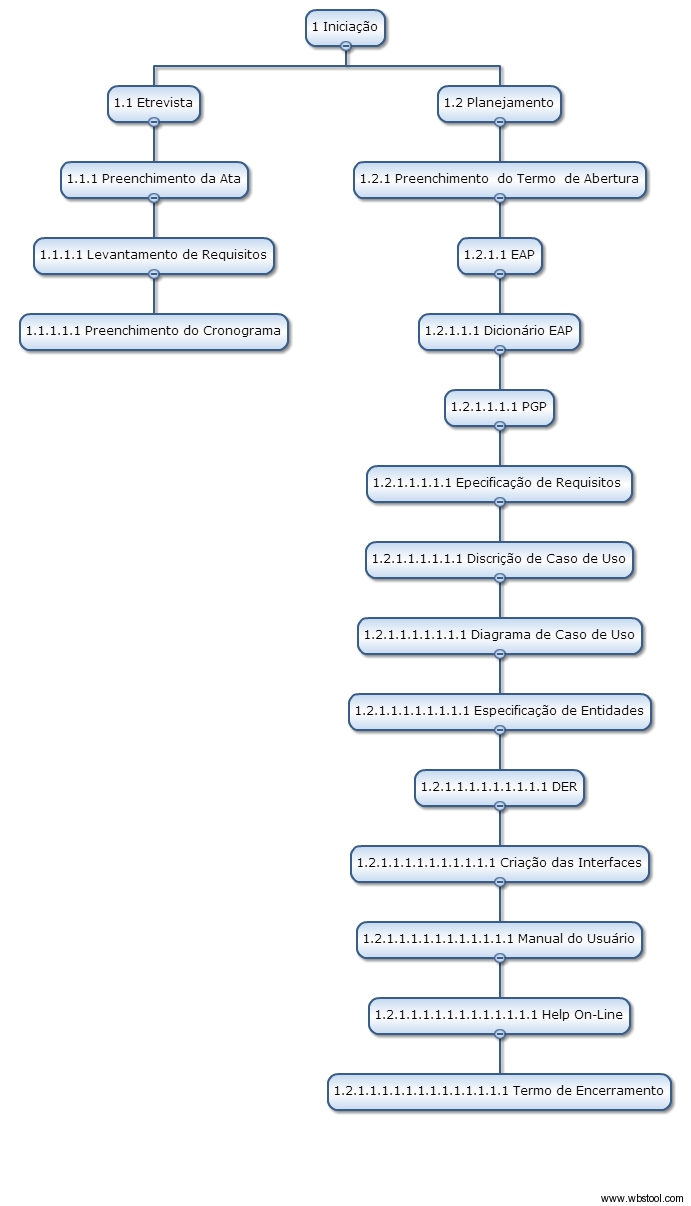 1 Iniciação
1.1 Etrevista
1.2 Planejamento
1.1.1 Preenchimento da Ata
1.2.1 Preenchimento  do Termo  de Abertura
1.1.1.1 Levantamento de Requisitos
1.2.1.1 EAP
1.1.1.1.1 Preenchimento do Cronograma
1.2.1.1.1 Dicionário EAP
1.2.1.1.1.1 PGP
1.2.1.1.1.1.1 Epecificação de Requisitos
1.2.1.1.1.1.1.1 Discrição de Caso de Uso
1.2.1.1.1.1.1.1.1 Diagrama de Caso de Uso
1.2.1.1.1.1.1.1.1.1 Especificação de Entidades
1.2.1.1.1.1.1.1.1.1.1 DER
1.2.1.1.1.1.1.1.1.1.1.1 Criação das Interfaces
1.2.1.1.1.1.1.1.1.1.1.1.1 Manual do Usuário
1.2.1.1.1.1.1.1.1.1.1.1.1.1 Help On-Line
1.2.1.1.1.1.1.1.1.1.1.1.1.1.1 Termo de Encerramento
www.wbstool.com